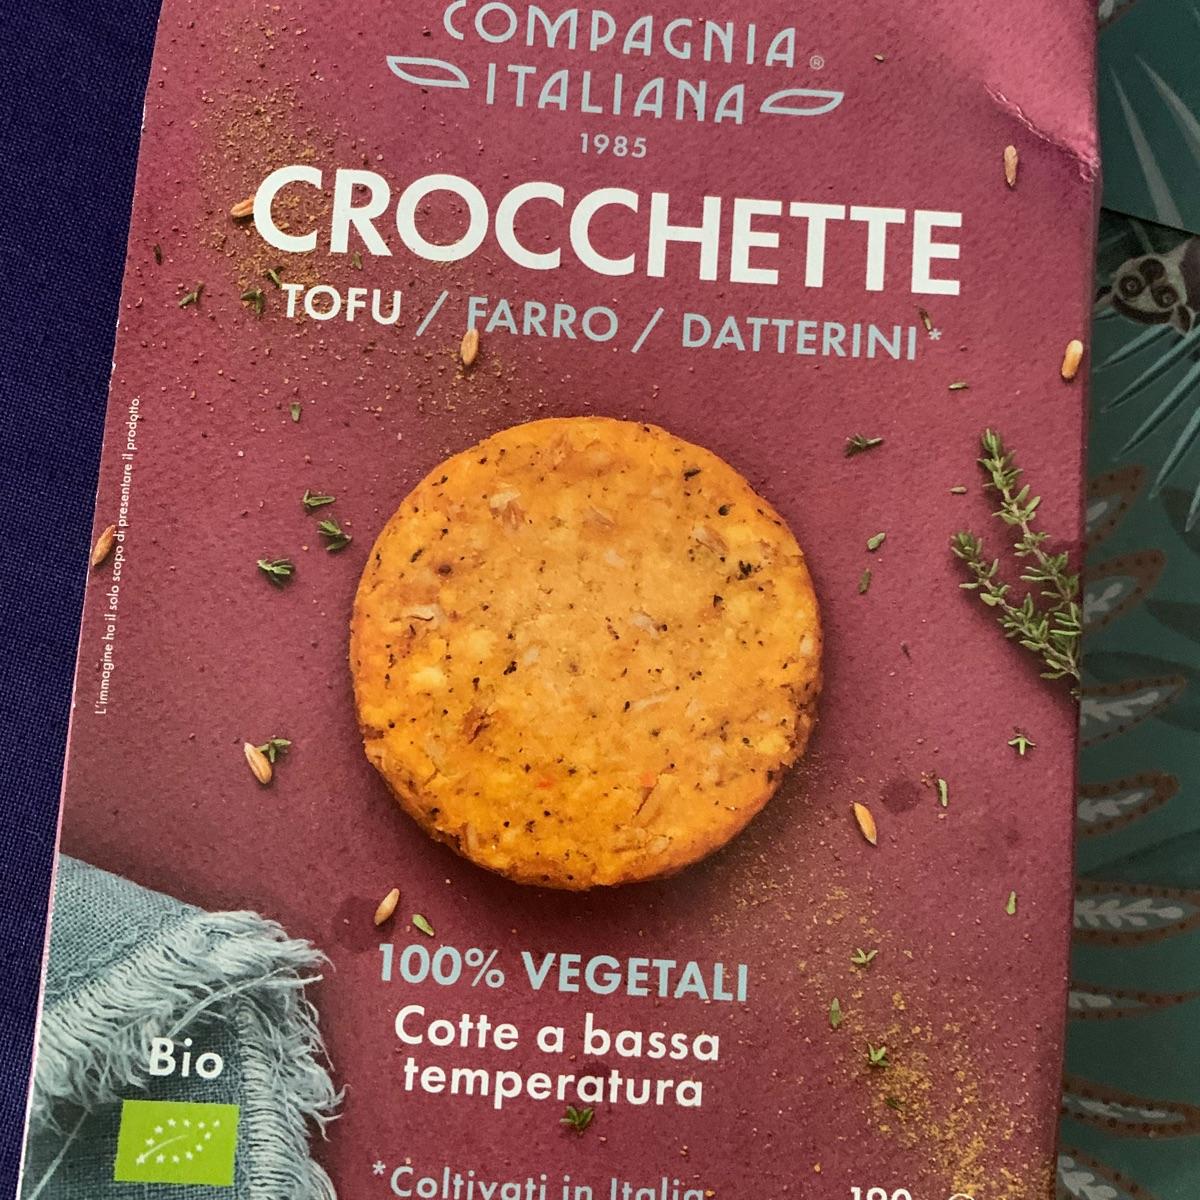 COMPAGNIA
ITALIANA®
1985
CROCCHETTE
TOFU / FARRO / DATTERINI*
L'immagine ha il solo scopo di presentare il prodotto.
100% VEGETALI
Cotte a bassa
temperatura
Bio
*Coltivati in Italia